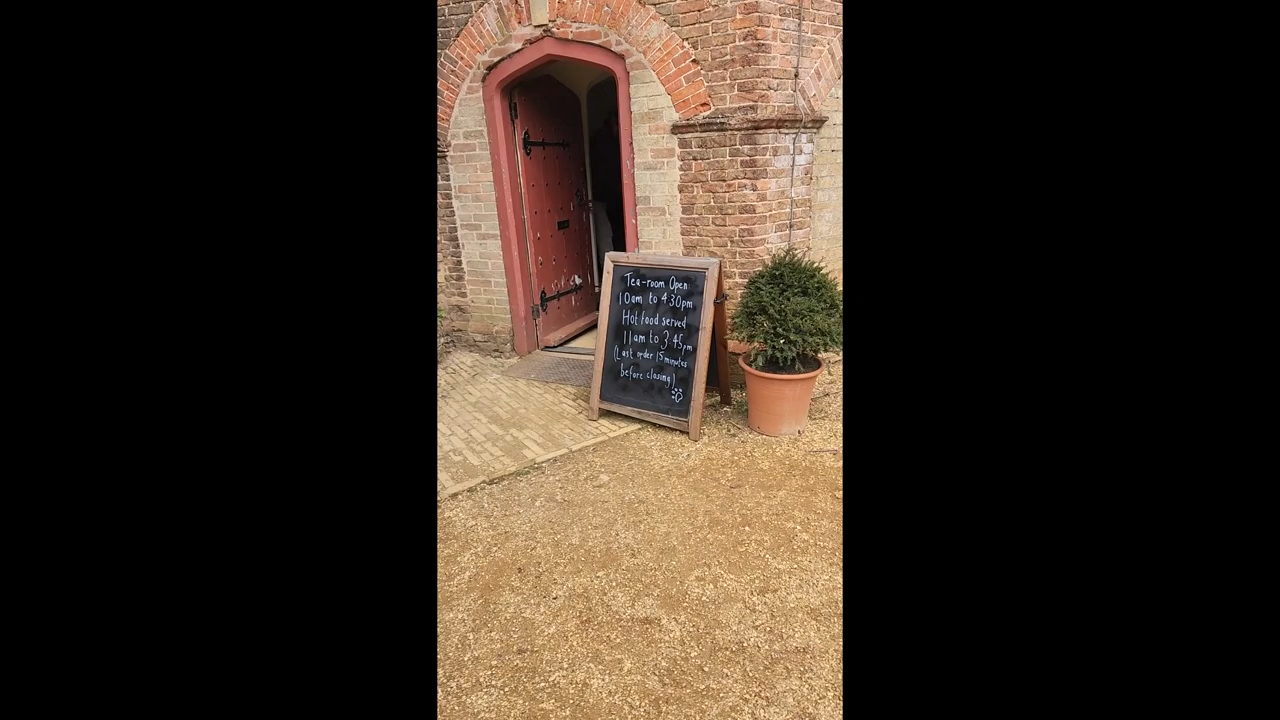 Tea-room Open
10am to 4:30pm
Hot food served
11am to 3:45pm
(Last order 15 minutes
before closing)